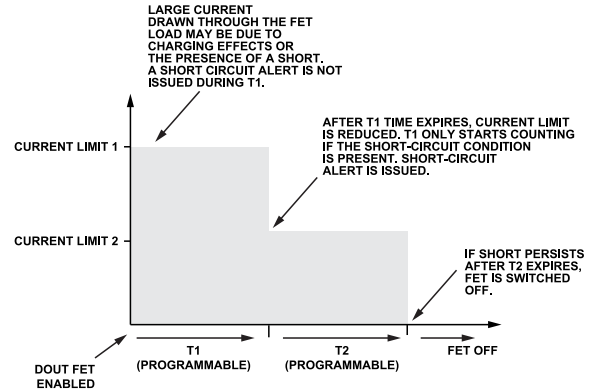 LARGE CURRENT
DRAWN THROUGH THE FET
LOAD MAY BE DUE TO
CHARGING EFFECTS OR
THE PRESENCE OF A SHORT.
A SHORT CIRCUIT ALERT IS NOT
ISSUED DURING T1.
AFTER T1 TIME EXPIRES, CURRENT LIMIT
IS REDUCED. T1 ONLY STARTS COUNTING
IF THE SHORT-CIRCUIT CONDITION
IS PRESENT. SHORT-CIRCUIT
ALERT IS ISSUED.
CURRENT LIMIT 1
CURRENT LIMIT 2
IF SHORT PERSISTS
AFTER T2 EXPIRES,
FET IS SWITCHED
OFF.
T1
(PROGRAMMABLE)
T2
(PROGRAMMABLE)
FET OFF
DOUT FET
ENABLED